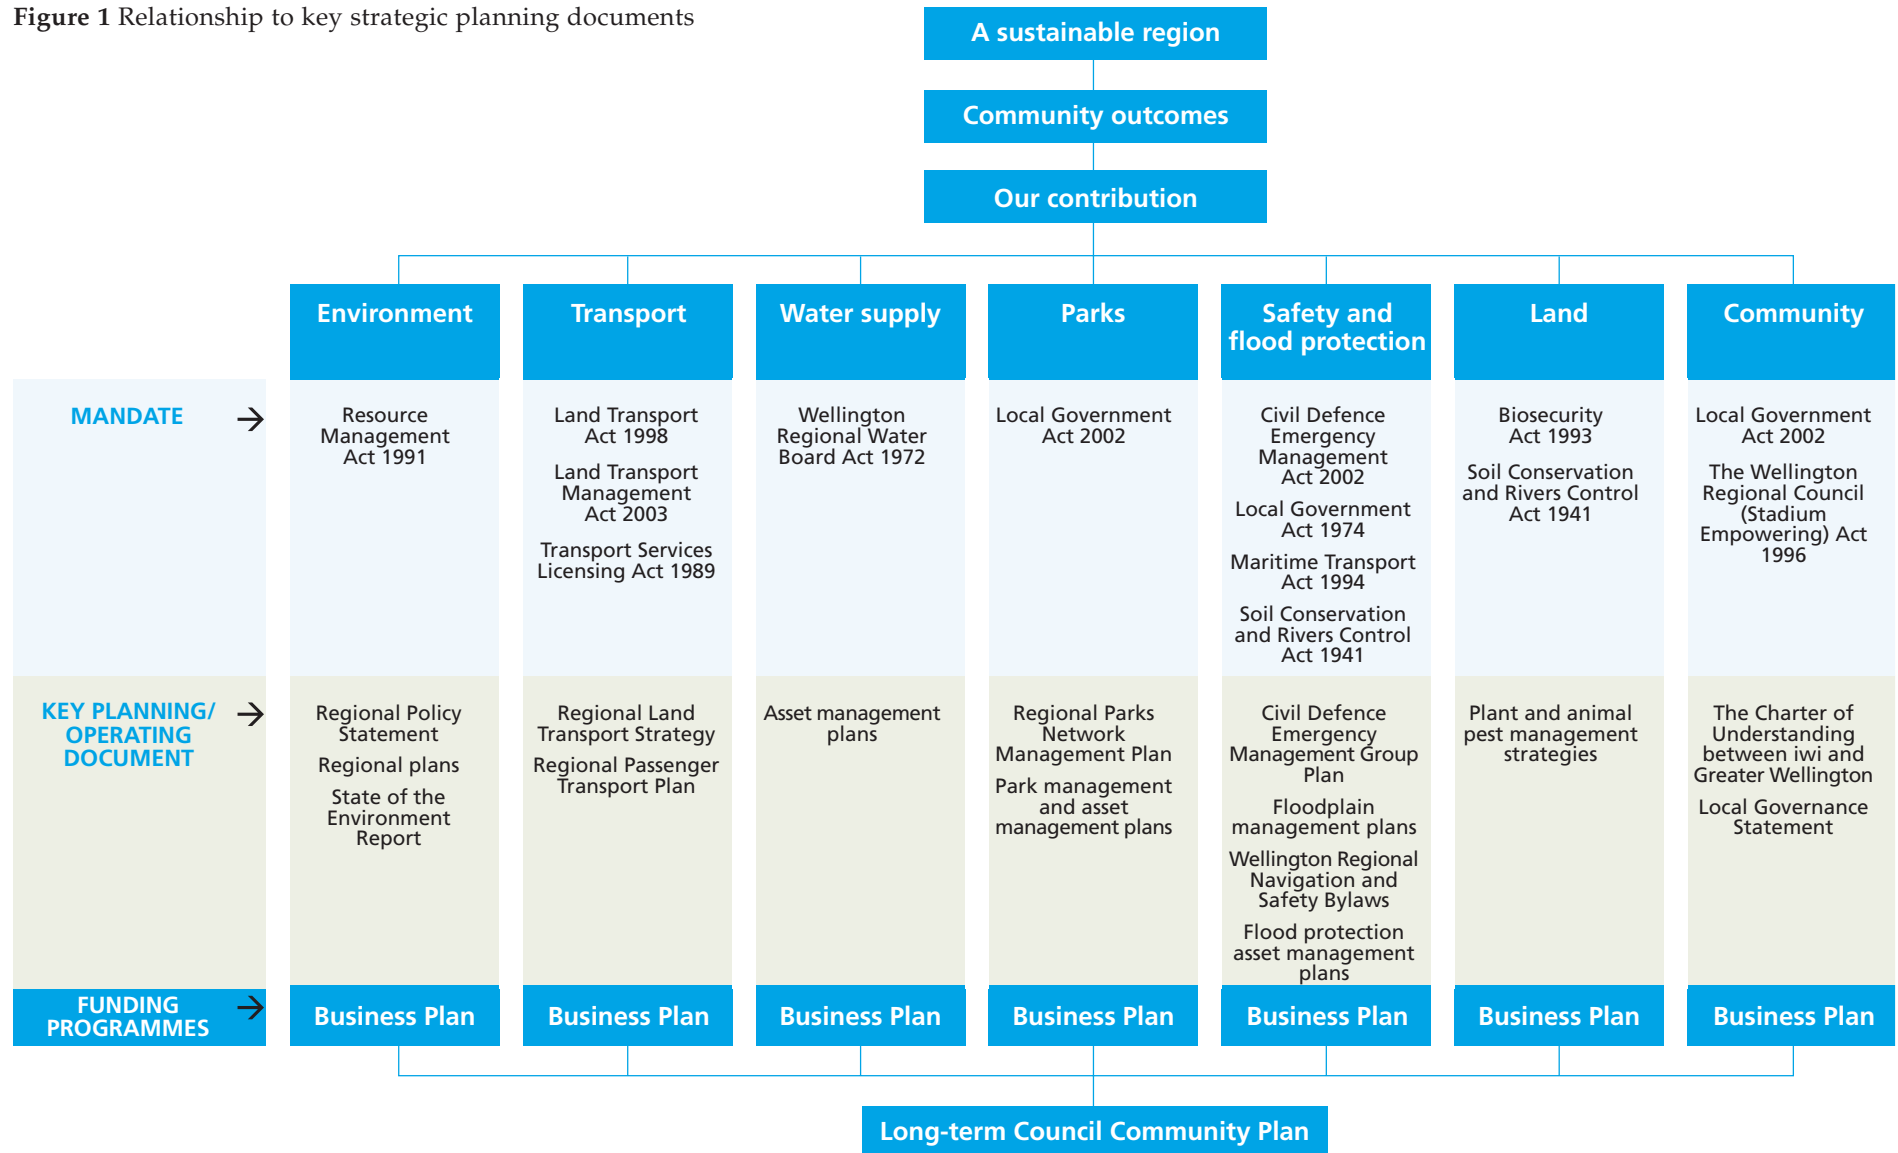 Figure 1 Relationship to key strategic planning documents
A sustainable region
Community outcomes
Our contribution
Environment
Transport
Water supply
Parks
Safety and
flood protection
Land
Community
MANDATE →
Resource
Management
Act 1991
Land Transport
Act 1998
Land Transport
Management
Act 2003
Transport Services
Licensing Act 1989
Wellington
Regional Water
Board Act 1972
Local Government
Act 2002
Civil Defence
Emergency
Management
Act 2002
Local Government
Act 1974
Maritime Transport
Act 1994
Soil Conservation
and Rivers Control
Act 1941
Biosecurity
Act 1993
Soil Conservation
and Rivers Control
Act 1941
Local Government
Act 2002
The Wellington
Regional Council
(Stadium
Empowering) Act
1996
KEY PLANNING/ →
OPERATING
DOCUMENT
Regional Policy
Statement
Regional plans
State of the
Environment
Report
Regional Land
Transport Strategy
Regional Passenger
Transport Plan
Asset management
plans
Regional Parks
Network
Management Plan
Park management
and asset
management plans
Civil Defence
Emergency
Management Group
Plan
Floodplain
management plans
Wellington Regional
Navigation and
Safety Bylaws
Flood protection
asset management
plans
Plant and animal
pest management
strategies
The Charter of
Understanding
between iwi and
Greater Wellington
Local Governance
Statement
FUNDING →
PROGRAMMES
Business Plan
Business Plan
Business Plan
Business Plan
Business Plan
Business Plan
Business Plan
Long-term Council Community Plan